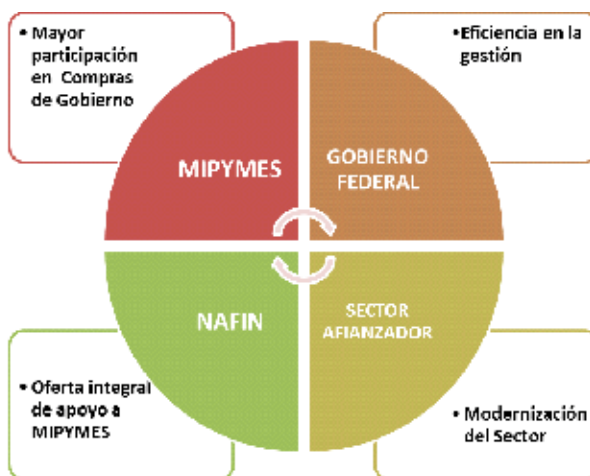 • Mayor
participación
en Compras
de Gobierno
• Eficiencia en la
gestión
MIPYMES
GOBIERNO
FEDERAL
NAFIN
SECTOR
AFIANZADOR
• Oferta integral
de apoyo a
MIPYMES
• Modernización
del Sector